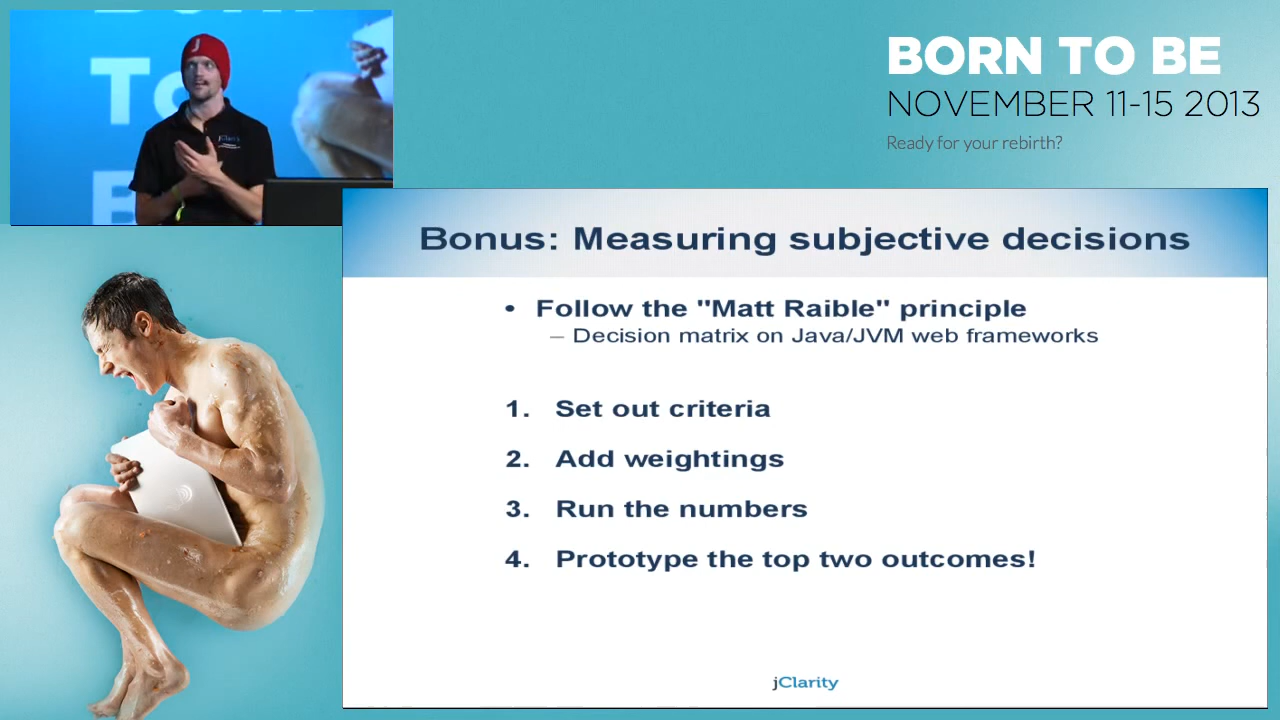 To
J
jClarity
BORN TO BE
NOVEMBER 11-15 2013
Ready for your rebirth?
Bonus: Measuring subjective decisions
• Follow the "Matt Raible" principle
– Decision matrix on Java/JVM web frameworks
1. Set out criteria
2. Add weightings
3. Run the numbers
4. Prototype the top two outcomes!
jClarity